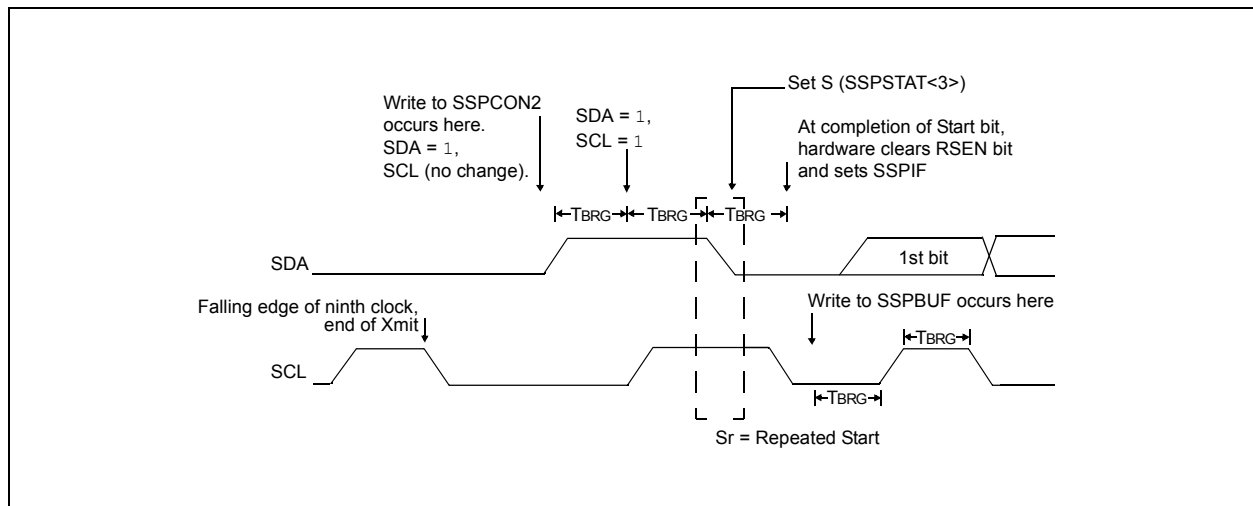 Set S (SSPSTAT<3>)
Write to SSPCON2
occurs here.
SDA = 1,
SCL (no change).
SDA = 1,
SCL = 1
At completion of Start bit,
hardware clears RSEN bit
and sets SSPIF
TBRG
TBRG
TBRG
SDA
1st bit
Falling edge of ninth clock,
end of Xmit
Write to SSPBUF occurs here
TBRG
SCL
TBRG
Sr = Repeated Start